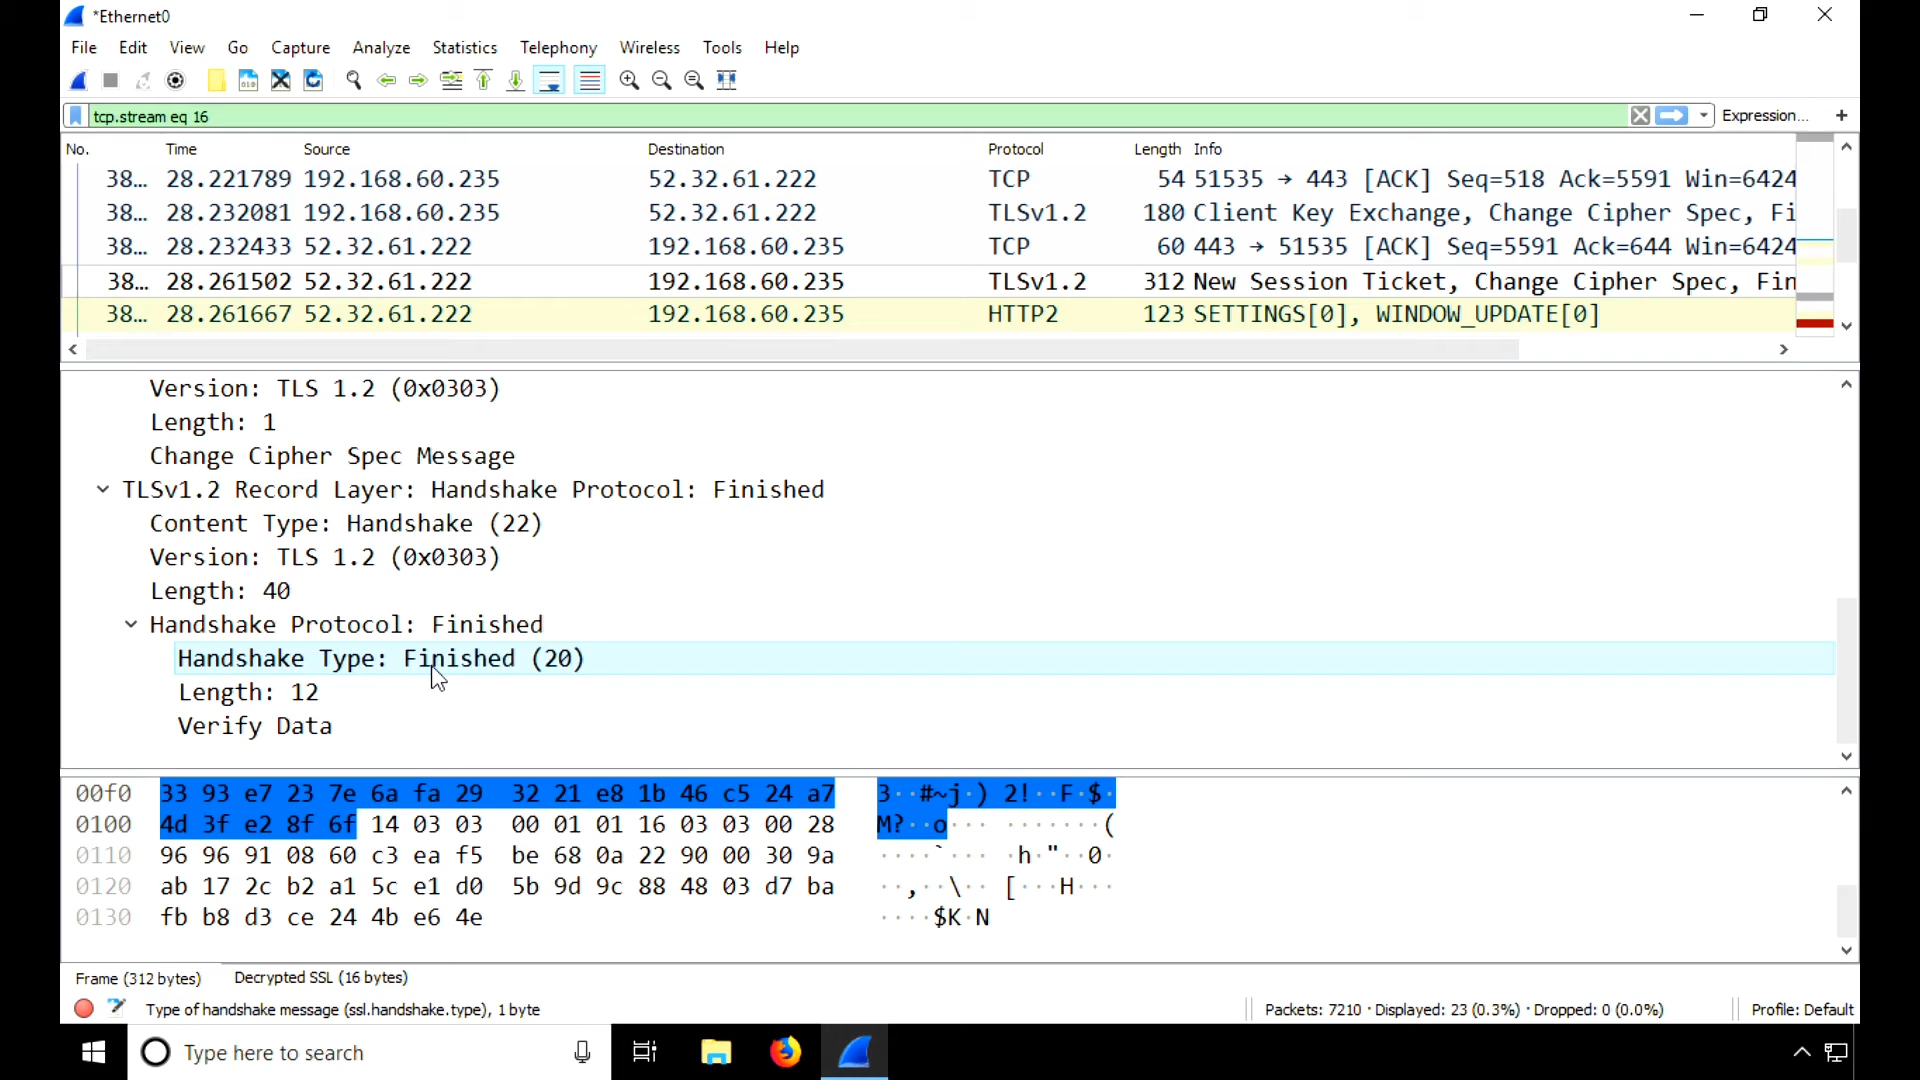 *Ethernet0
File Edit View Go Capture Analyze Statistics Telephony Wireless Tools Help
tcp.stream eq 16 Expression... +
No. Time Source Destination Protocol Length Info
38... 28.221789 192.168.60.235 52.32.61.222 TCP 54 51535 → 443 [ACK] Seq=518 Ack=5591 Win=6424
38... 28.232081 192.168.60.235 52.32.61.222 TLSv1.2 180 Client Key Exchange, Change Cipher Spec, Fi
38... 28.232433 52.32.61.222 192.168.60.235 TCP 60 443 → 51535 [ACK] Seq=5591 Ack=644 Win=6424
38... 28.261502 52.32.61.222 192.168.60.235 TLSv1.2 312 New Session Ticket, Change Cipher Spec, Fin
38... 28.261667 52.32.61.222 192.168.60.235 HTTP2 123 SETTINGS[0], WINDOW_UPDATE[0]
Version: TLS 1.2 (0x0303)
Length: 1
Change Cipher Spec Message
TLSv1.2 Record Layer: Handshake Protocol: Finished
Content Type: Handshake (22)
Version: TLS 1.2 (0x0303)
Length: 40
Handshake Protocol: Finished
Handshake Type: Finished (20)
Length: 12
Verify Data
00f0 33 93 e7 23 7e 6a fa 29 32 21 e8 1b 46 c5 24 a7 3··#~j·) 2!··F·$·
0100 4d 3f e2 8f 6f 14 03 03 00 01 01 16 03 03 00 28 M?··o··· ·······(
0110 96 96 91 08 60 c3 ea f5 be 68 0a 22 90 00 30 9a ····`··· ·h·"··0·
0120 ab 17 2c b2 a1 5c e1 d0 5b 9d 9c 88 48 03 d7 ba ··,··\·· [···H···
0130 fb b8 d3 ce 24 4b e6 4e ····$K·N
Frame (312 bytes) Decrypted SSL (16 bytes)
Type of handshake message (ssl.handshake.type), 1 byte Packets: 7210 · Displayed: 23 (0.3%) · Dropped: 0 (0.0%) Profile: Default
Type here to search